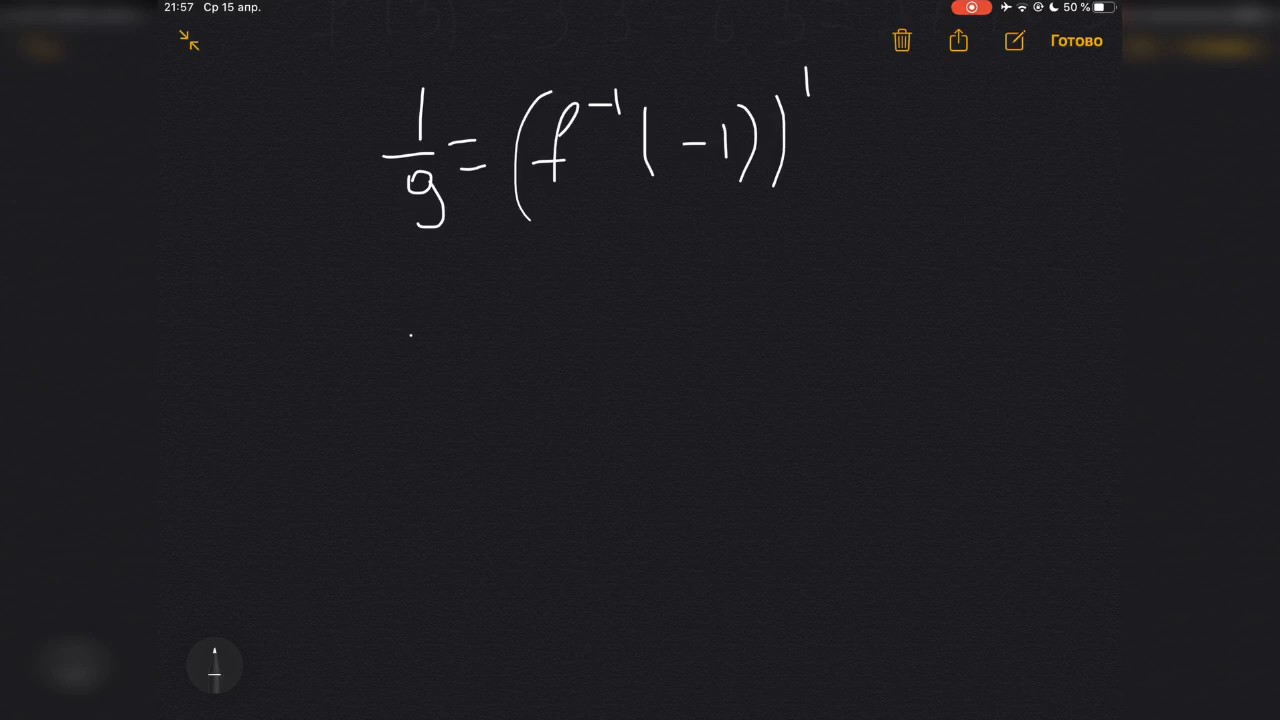 21:57 Ср 15 апр. 50 %
Готово
1/9 = (f⁻¹(-1))'